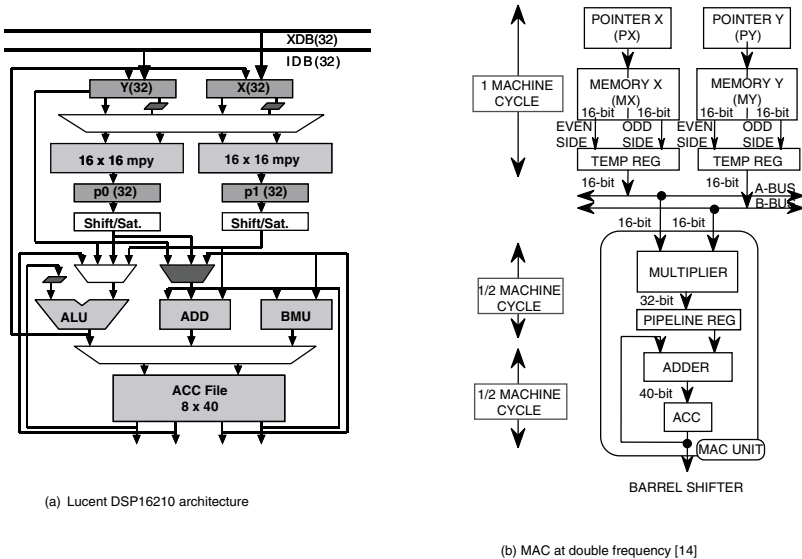 XDB(32)
IDB(32)
Y(32)
X(32)
16 x 16 mpy
16 x 16 mpy
p0 (32)
p1 (32)
Shift/Sat.
Shift/Sat.
ALU
ADD
BMU
ACC File
8 x 40
(a) Lucent DSP16210 architecture
POINTER X
(PX)
POINTER Y
(PY)
1 MACHINE
CYCLE
MEMORY X
(MX)
MEMORY Y
(MY)
16-bit
16-bit
16-bit
16-bit
EVEN
SIDE
ODD
SIDE
EVEN
SIDE
ODD
SIDE
TEMP REG
TEMP REG
16-bit
16-bit
A-BUS
B-BUS
16-bit
16-bit
MULTIPLIER
1/2 MACHINE
CYCLE
32-bit
PIPELINE REG
ADDER
1/2 MACHINE
CYCLE
40-bit
ACC
MAC UNIT
BARREL SHIFTER
(b) MAC at double frequency [14]